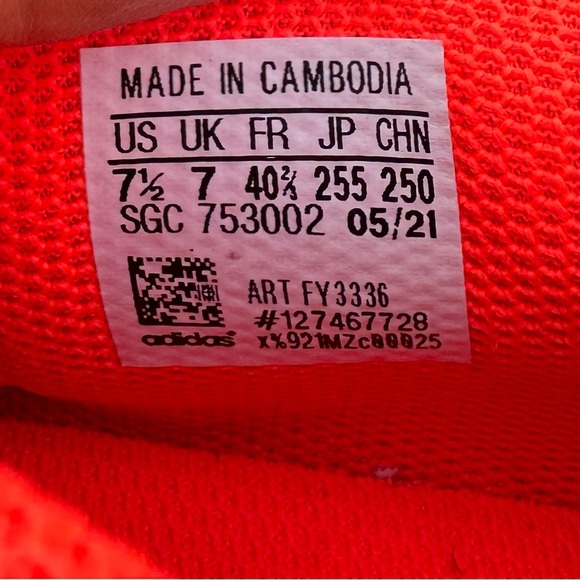 MADE IN CAMBODIA
US UK FR JP CHN
7½ 7 40⅔ 255 250
SGC 753002 05/21
ART FY3336
#127467728
adidas x%921MZc00025